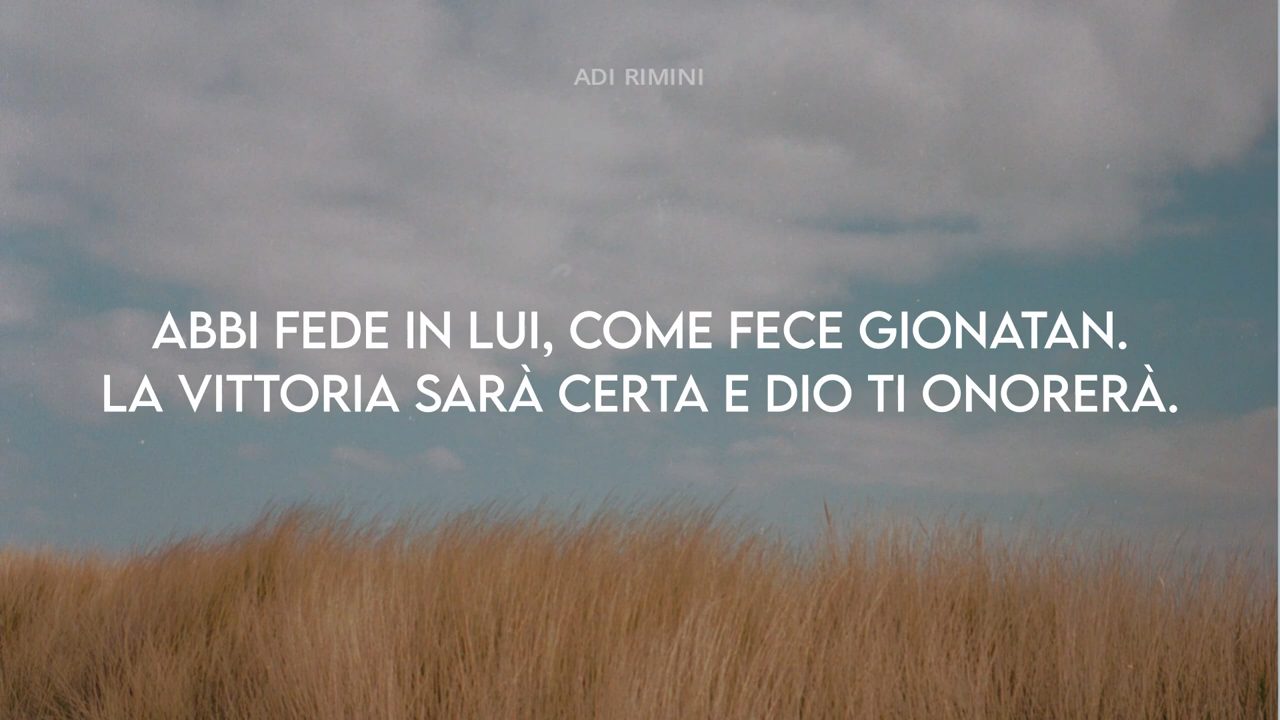 ADI RIMINI
ABBI FEDE IN LUI, COME FECE GIONATAN.
LA VITTORIA SARÀ CERTA E DIO TI ONORERÀ.